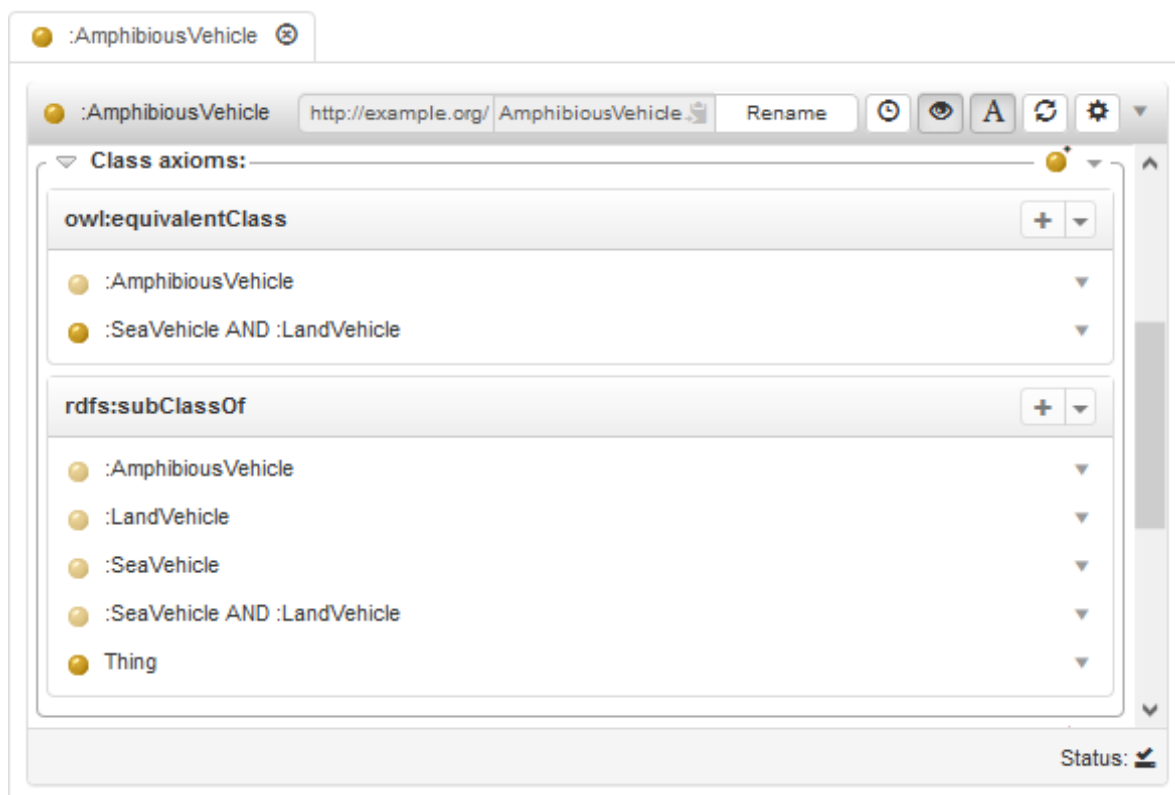 :AmphibiousVehicle
:AmphibiousVehicle http://example.org/ AmphibiousVehicle Rename A
Class axioms:
owl:equivalentClass
:AmphibiousVehicle
:SeaVehicle AND :LandVehicle
rdfs:subClassOf
:AmphibiousVehicle
:LandVehicle
:SeaVehicle
:SeaVehicle AND :LandVehicle
Thing
Status: